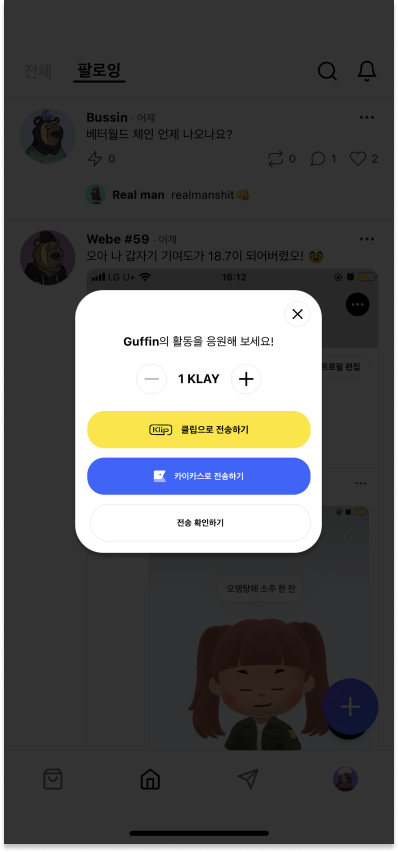 전체 팔로잉
Bussin · 어제
베터월드 체인 언제 나오나요?
0 0 1 2
Real man realmanshit
Webe #59 · 어제
오아 나 갑자기 기여도가 18.7이 되어버렸오!
LG U+ 16:12
Guffin의 활동을 응원해 보세요!
프로필 편집
1 KLAY
Klip 클립으로 전송하기
카이카스로 전송하기
전송 확인하기
오뎅탕에 소주 한 잔